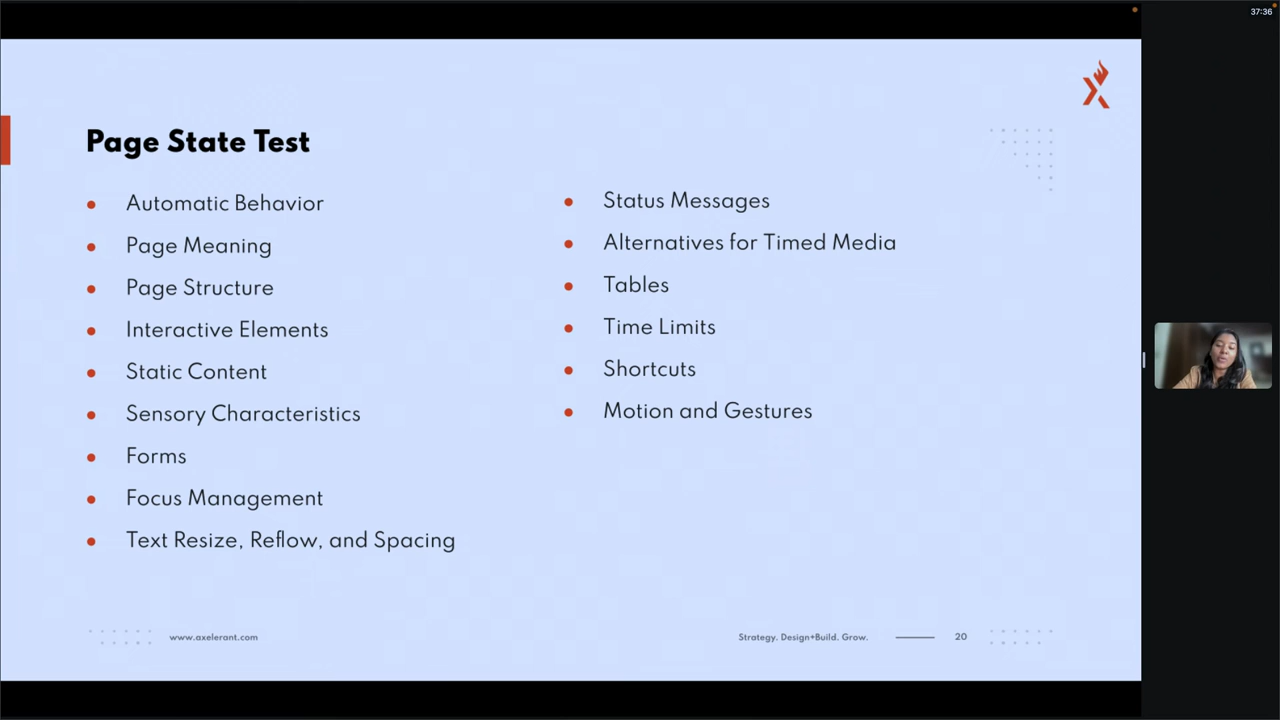 37:36
Page State Test
Automatic Behavior
Page Meaning
Page Structure
Interactive Elements
Static Content
Sensory Characteristics
Forms
Focus Management
Text Resize, Reflow, and Spacing
Status Messages
Alternatives for Timed Media
Tables
Time Limits
Shortcuts
Motion and Gestures
www.axelerant.com
Strategy. Design+Build. Grow.
20